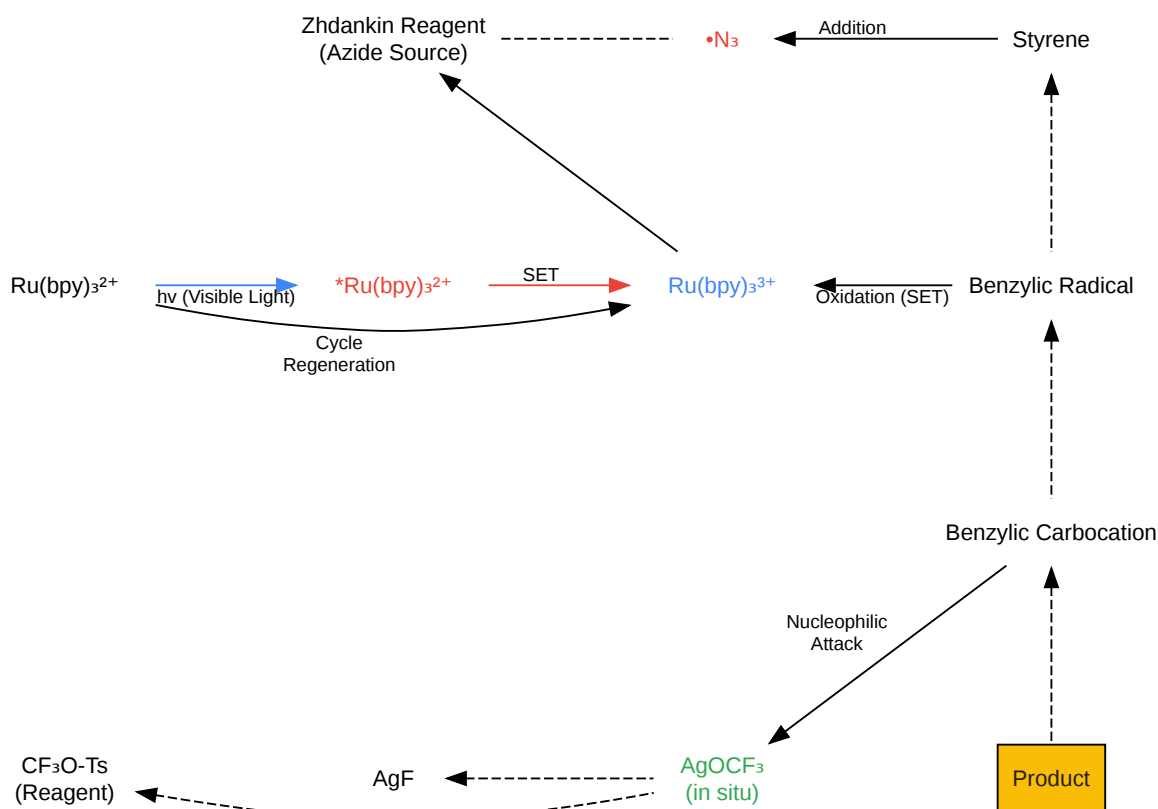 Zhdankin Reagent
(Azide Source)
•N₃
Addition
Styrene
Ru(bpy)₃²⁺
hv (Visible Light)
*Ru(bpy)₃²⁺
SET
Ru(bpy)₃³⁺
Oxidation (SET)
Benzylic Radical
Cycle
Regeneration
Benzylic Carbocation
Nucleophilic
Attack
CF₃O-Ts
(Reagent)
AgF
AgOCF₃
(in situ)
Product